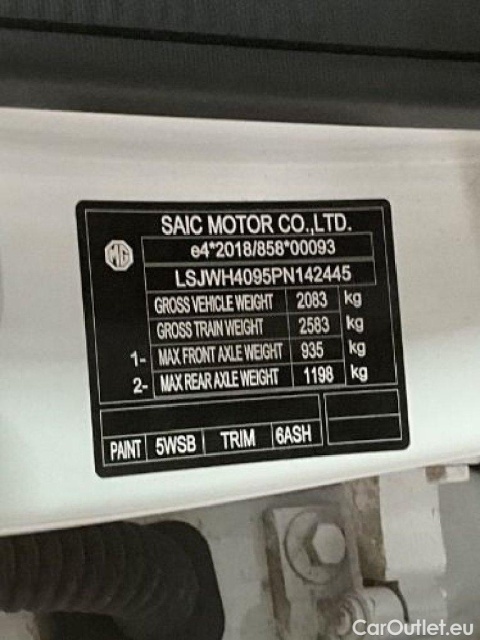 SAIC MOTOR CO.,LTD.
MG
e4*2018/858*00093
LSJWH4095PN142445
GROSS VEHICLE WEIGHT 2083 kg
GROSS TRAIN WEIGHT 2583 kg
1- MAX FRONT AXLE WEIGHT 935 kg
2- MAX REAR AXLE WEIGHT 1198 kg
PAINT 5WSB TRIM 6ASH
CarOutlet.eu